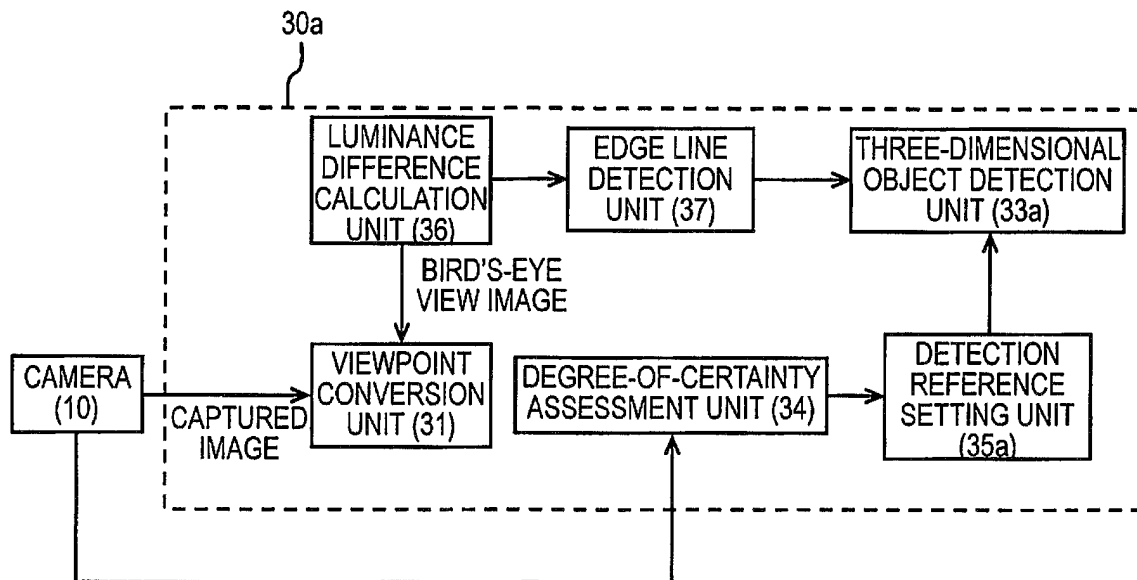 30a
LUMINANCE
DIFFERENCE
CALCULATION
UNIT (36)
EDGE LINE
DETECTION
UNIT (37)
THREE-DIMENSIONAL
OBJECT DETECTION
UNIT (33a)
BIRD'S-EYE
VIEW IMAGE
CAMERA
(10)
CAPTURED
IMAGE
VIEWPOINT
CONVERSION
UNIT (31)
DEGREE-OF-CERTAINTY
ASSESSMENT UNIT (34)
DETECTION
REFERENCE
SETTING UNIT
(35a)